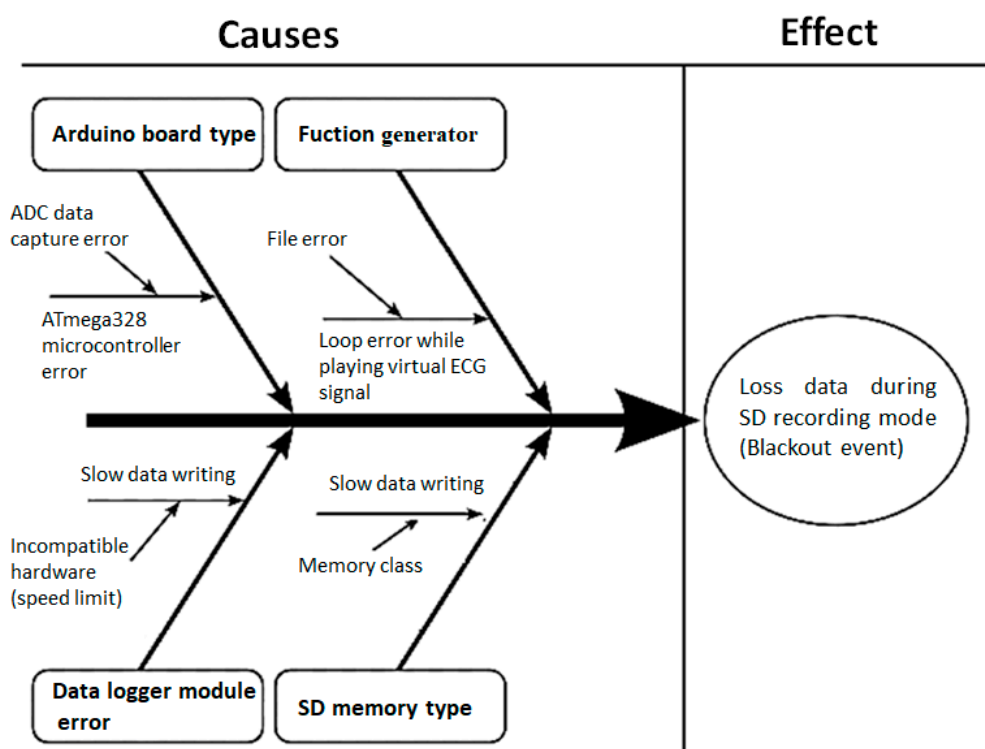 Causes
Effect
Arduino board type
Fuction generator
ADC data
capture error
File error
ATmega328
microcontroller
error
Loop error while
playing virtual ECG
signal
Loss data during
SD recording mode
(Blackout event)
Slow data writing
Slow data writing
Incompatible
hardware
(speed limit)
Memory class
Data logger module
error
SD memory type